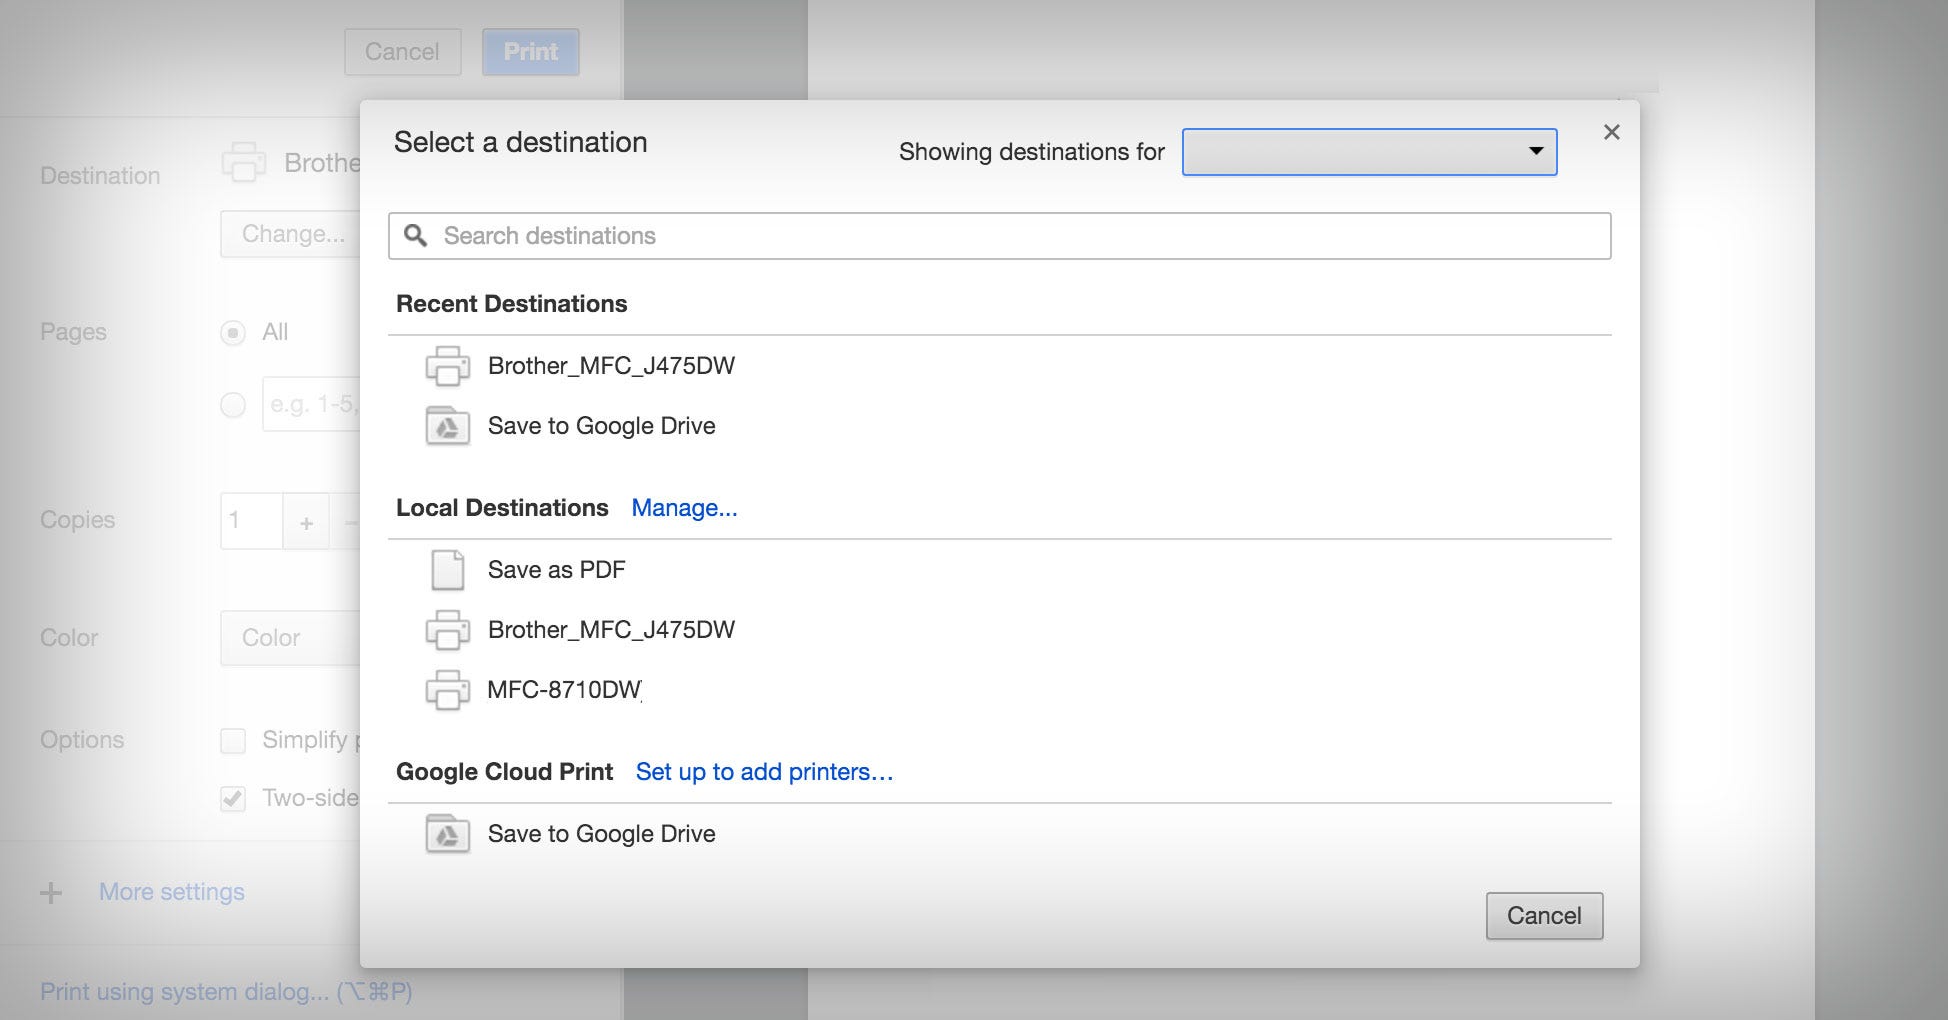 Cancel Print
Select a destination
Showing destinations for
Destination
Brothe
Change...
Search destinations
Recent Destinations
Pages
All
Brother_MFC_J475DW
e.g. 1-5,
Save to Google Drive
Local Destinations Manage...
Copies
1 + −
Save as PDF
Color
Color
Brother_MFC_J475DW
MFC-8710DW
Options
Simplify
Google Cloud Print Set up to add printers...
Two-side
Save to Google Drive
+ More settings
Cancel
Print using system dialog... (⌥⌘P)